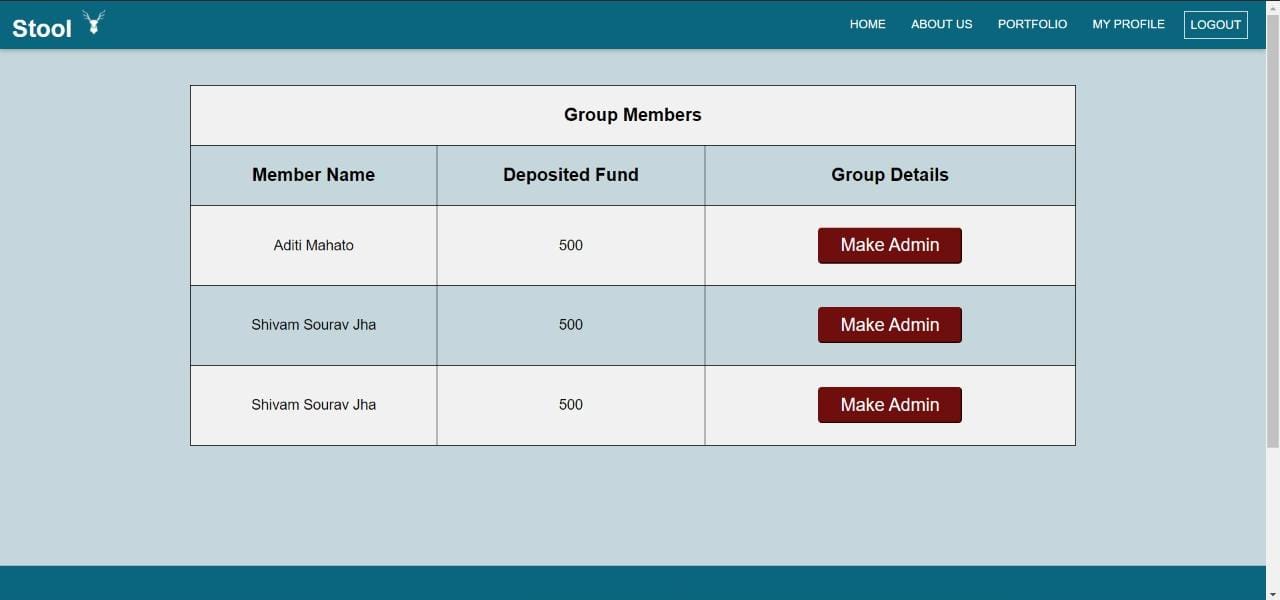 Stool
HOME ABOUT US PORTFOLIO MY PROFILE LOGOUT
Group Members
Member Name Deposited Fund Group Details
Aditi Mahato 500 Make Admin
Shivam Sourav Jha 500 Make Admin
Shivam Sourav Jha 500 Make Admin